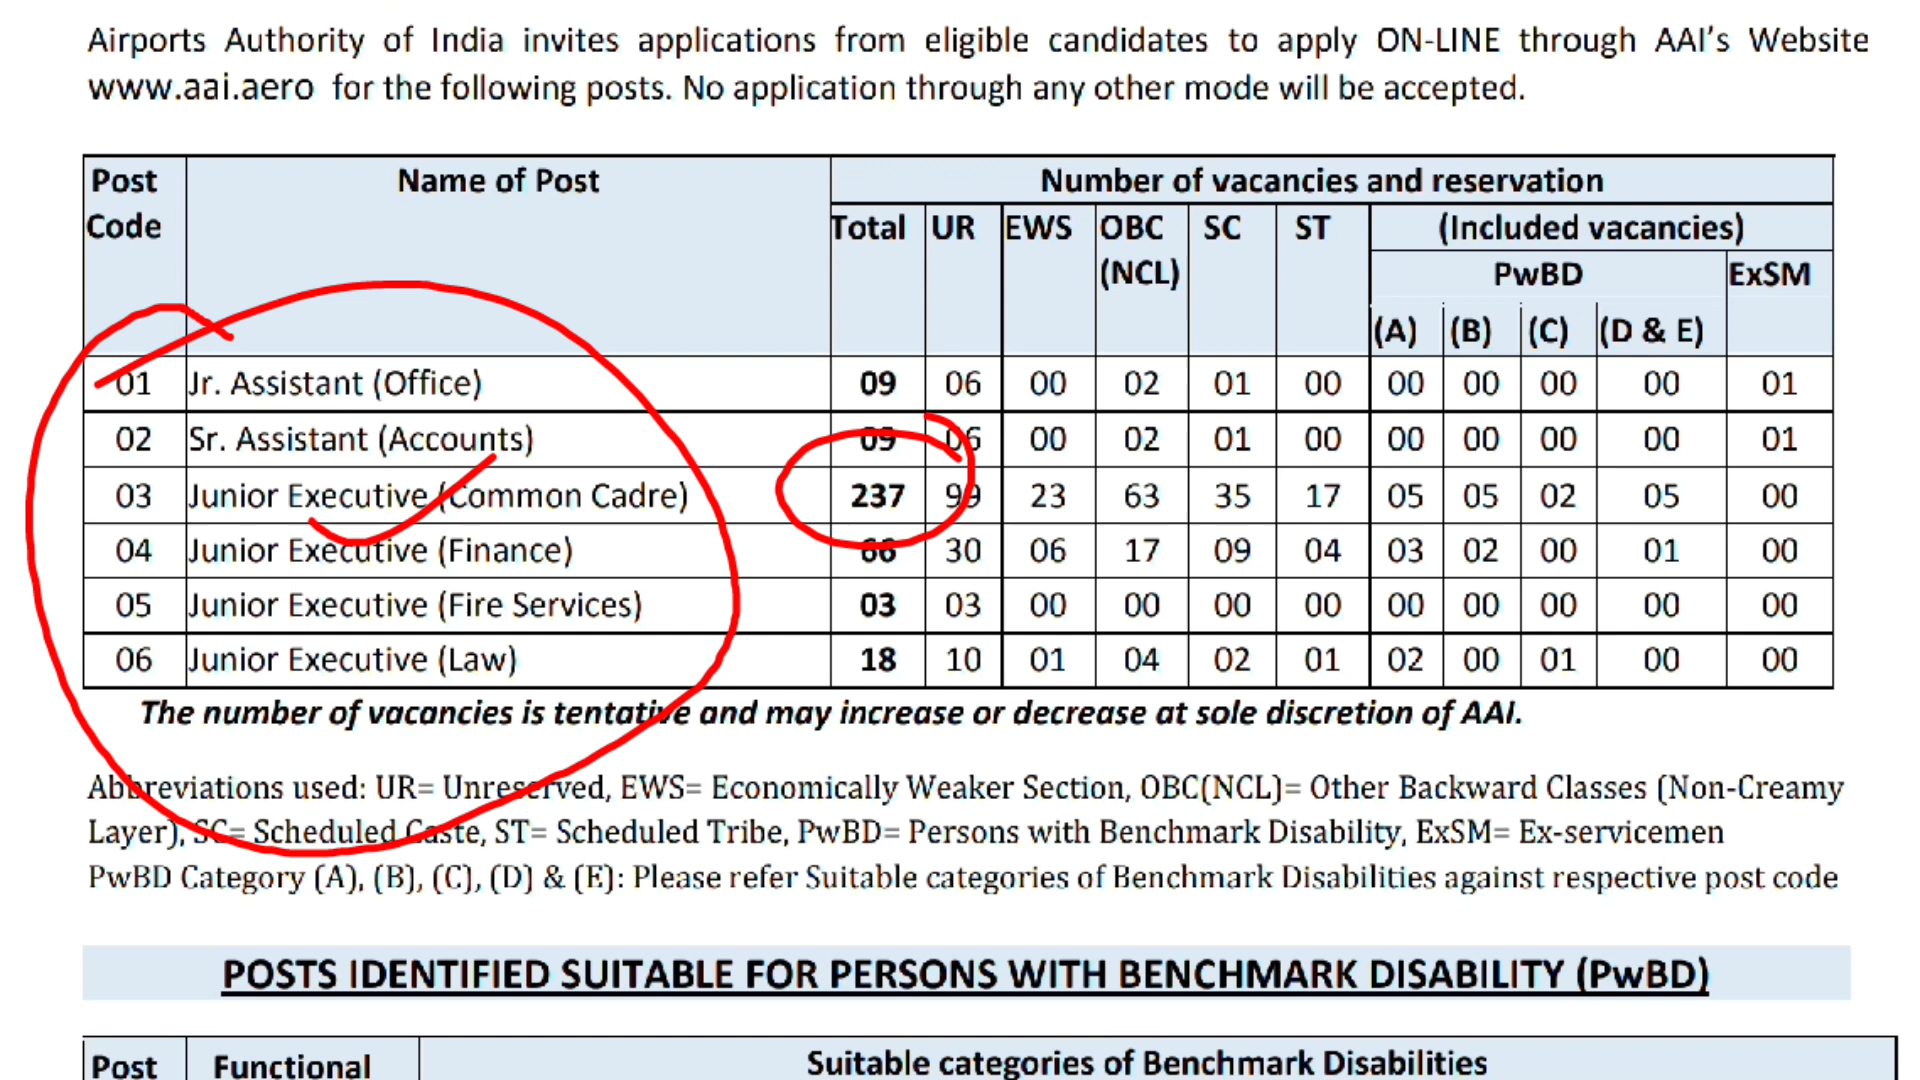 Airports Authority of India invites applications from eligible candidates to apply ON-LINE through AAI's Website
www.aai.aero for the following posts. No application through any other mode will be accepted.
Post Code Name of Post Number of vacancies and reservation
Total UR EWS OBC (NCL) SC ST (Included vacancies)
PwBD ExSM
(A) (B) (C) (D & E)
01 Jr. Assistant (Office) 09 06 00 02 01 00 00 00 00 00 01
02 Sr. Assistant (Accounts) 09 06 00 02 01 00 00 00 00 00 01
03 Junior Executive (Common Cadre) 237 99 23 63 35 17 05 05 02 05 00
04 Junior Executive (Finance) 66 30 06 17 09 04 03 02 00 01 00
05 Junior Executive (Fire Services) 03 03 00 00 00 00 00 00 00 00 00
06 Junior Executive (Law) 18 10 01 04 02 01 02 00 01 00 00
The number of vacancies is tentative and may increase or decrease at sole discretion of AAI.
Abbreviations used: UR= Unreserved, EWS= Economically Weaker Section, OBC(NCL)= Other Backward Classes (Non-Creamy
Layer), SC= Scheduled Caste, ST= Scheduled Tribe, PwBD= Persons with Benchmark Disability, ExSM= Ex-servicemen
PwBD Category (A), (B), (C), (D) & (E): Please refer Suitable categories of Benchmark Disabilities against respective post code
POSTS IDENTIFIED SUITABLE FOR PERSONS WITH BENCHMARK DISABILITY (PwBD)
Post Functional Suitable categories of Benchmark Disabilities